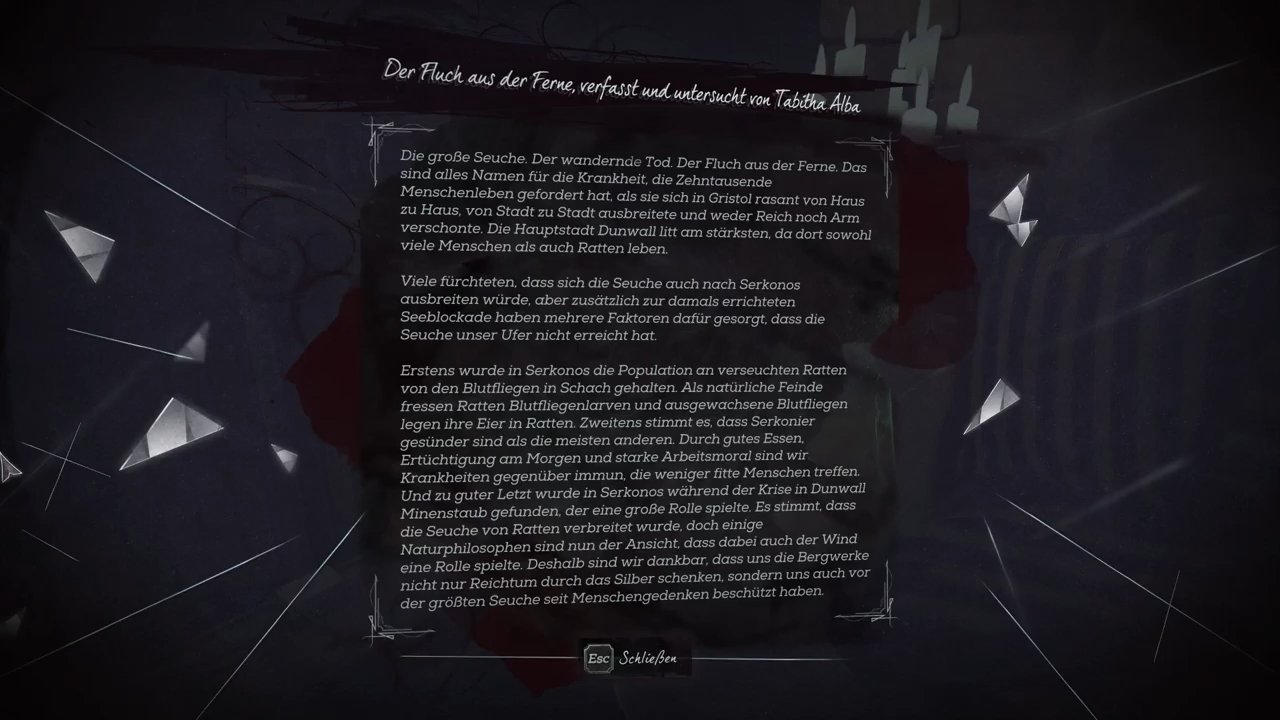 Der Fluch aus der Ferne, verfasst und untersucht von Tabitha Alba
Die große Seuche. Der wandernde Tod. Der Fluch aus der Ferne. Das
sind alles Namen für die Krankheit, die Zehntausende
Menschenleben gefordert hat, als sie sich in Gristol rasant von Haus
zu Haus, von Stadt zu Stadt ausbreitete und weder Reich noch Arm
verschonte. Die Hauptstadt Dunwall litt am stärksten, da dort sowohl
viele Menschen als auch Ratten leben.
Viele fürchteten, dass sich die Seuche auch nach Serkonos
ausbreiten würde, aber zusätzlich zur damals errichteten
Seeblockade haben mehrere Faktoren dafür gesorgt, dass die
Seuche unser Ufer nicht erreicht hat.
Erstens wurde in Serkonos die Population an verseuchten Ratten
von den Blutfliegen in Schach gehalten. Als natürliche Feinde
fressen Ratten Blutfliegenlarven und ausgewachsene Blutfliegen
legen ihre Eier in Ratten. Zweitens stimmt es, dass Serkonier
gesünder sind als die meisten anderen. Durch gutes Essen,
Ertüchtigung am Morgen und starke Arbeitsmoral sind wir
Krankheiten gegenüber immun, die weniger fitte Menschen treffen.
Und zu guter Letzt wurde in Serkonos während der Krise in Dunwall
Minenstaub gefunden, der eine große Rolle spielte. Es stimmt, dass
die Seuche von Ratten verbreitet wurde, doch einige
Naturphilosophen sind nun der Ansicht, dass dabei auch der Wind
eine Rolle spielte. Deshalb sind wir dankbar, dass uns die Bergwerke
nicht nur Reichtum durch das Silber schenken, sondern uns auch vor
der größten Seuche seit Menschengedenken beschützt haben.
Esc Schließen